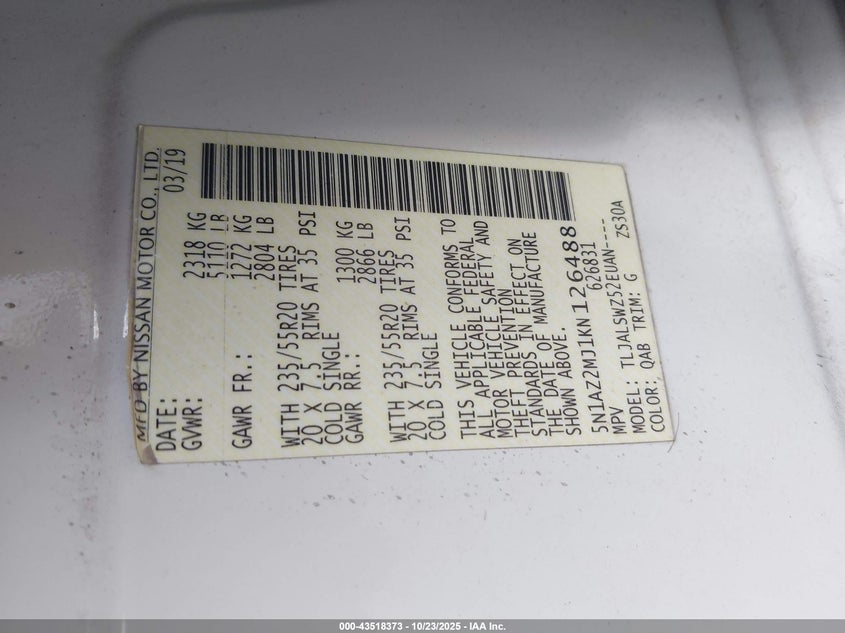 MFD BY NISSAN MOTOR CO., LTD.
DATE: 03/19
GVWR: 2318 KG
5110 LB
GAWR FR.: 1272 KG
2804 LB
WITH 235/55R20 TIRES
20 X 7.5 RIMS AT 35 PSI
COLD SINGLE
GAWR RR.: 1300 KG
2866 LB
WITH 235/55R20 TIRES
20 X 7.5 RIMS AT 35 PSI
COLD SINGLE
THIS VEHICLE CONFORMS TO
ALL APPLICABLE FEDERAL
MOTOR VEHICLE SAFETY AND
THEFT PREVENTION
STANDARDS IN EFFECT ON
THE DATE OF MANUFACTURE
SHOWN ABOVE.
5N1AZ2MJ1KN126488
MPV 626831
MODEL: TLJALSWZ52EUAN----
COLOR: QAB TRIM: G ZS30A
000-43518373 - 10/23/2025 - IAA Inc.